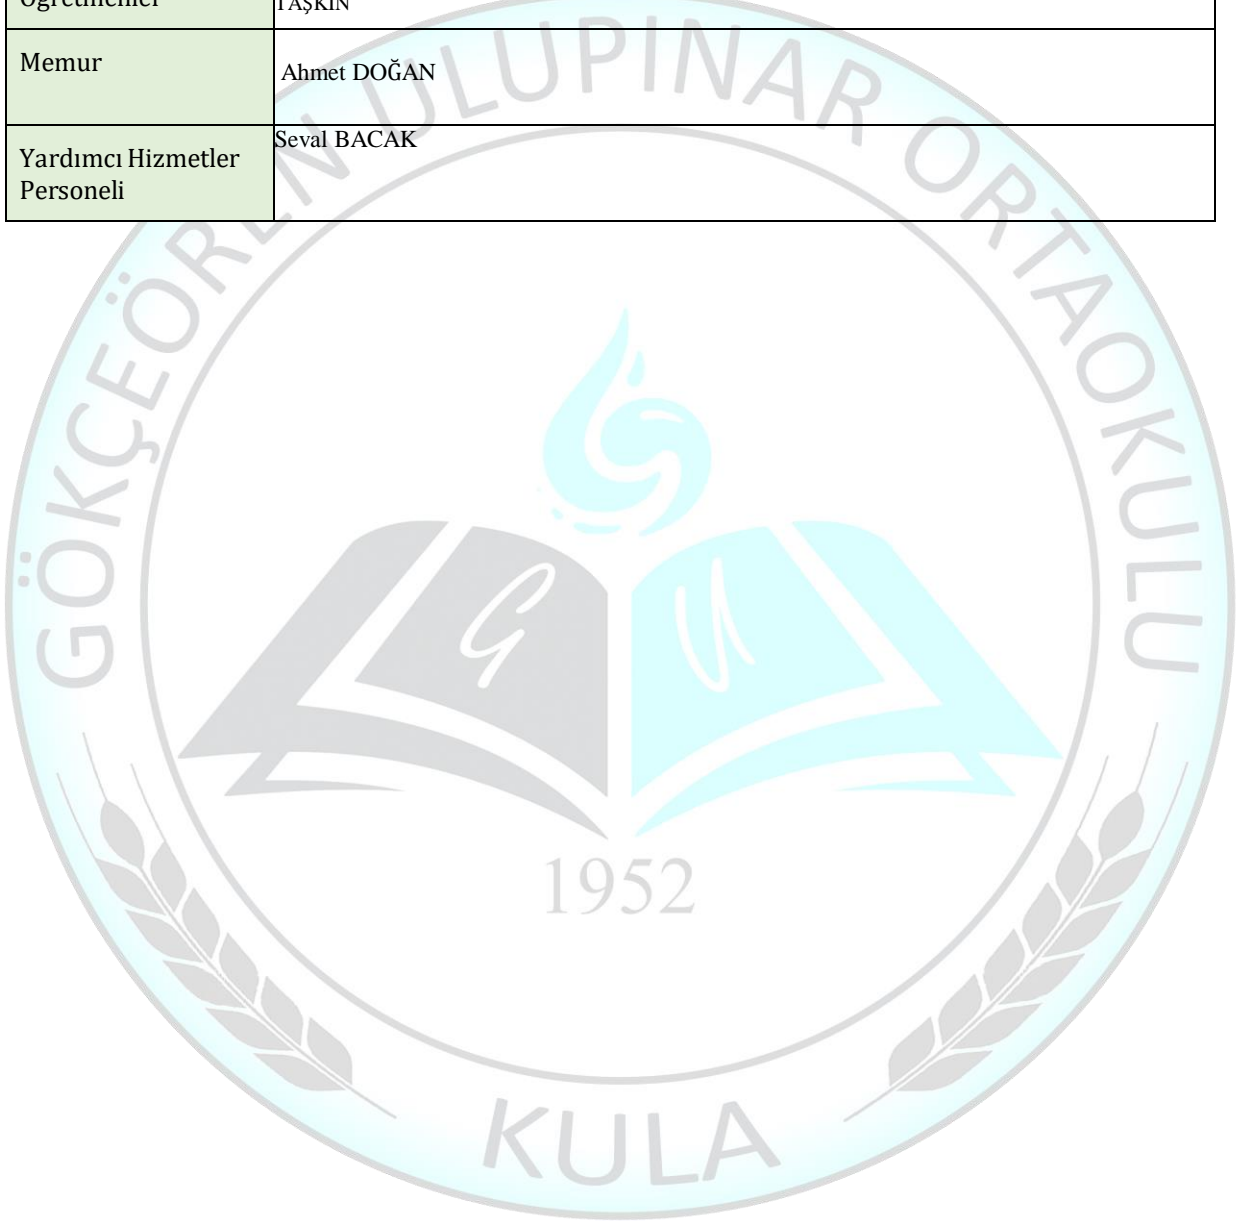 Öğretmenler
TAŞKIN
Memur
Ahmet DOĞAN
Yardımcı Hizmetler
Personeli
Seval BACAK
GÖKÇEÖREN ULUPINAR ORTAOKULU
G U
1952
KULA